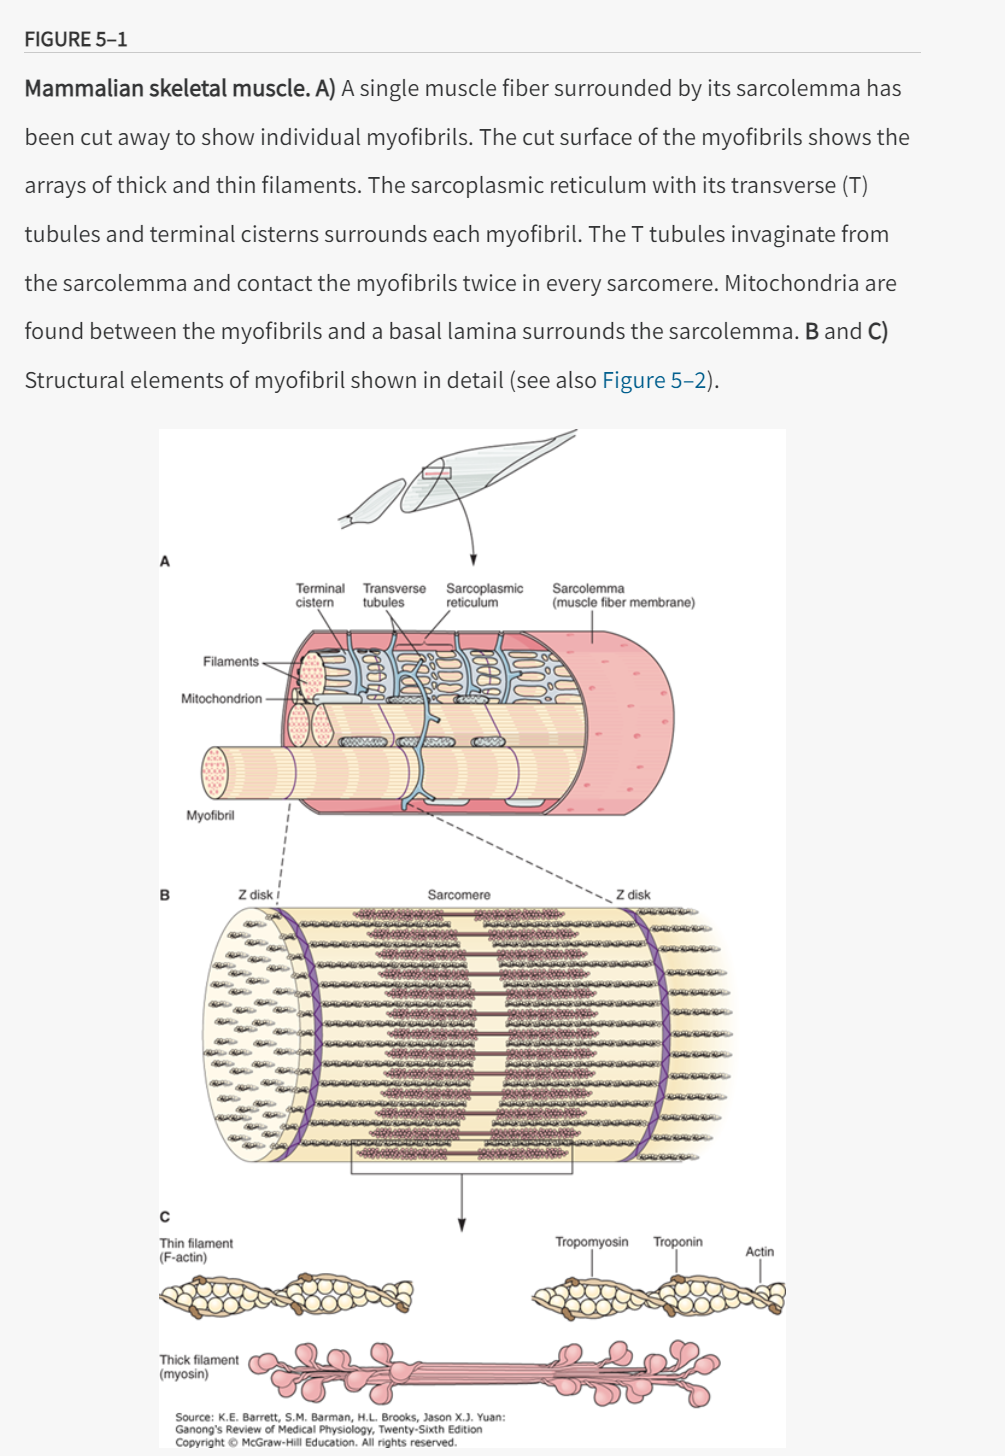 FIGURE 5–1
Mammalian skeletal muscle. A) A single muscle fiber surrounded by its sarcolemma has
been cut away to show individual myofibrils. The cut surface of the myofibrils shows the
arrays of thick and thin filaments. The sarcoplasmic reticulum with its transverse (T)
tubules and terminal cisterns surrounds each myofibril. The T tubules invaginate from
the sarcolemma and contact the myofibrils twice in every sarcomere. Mitochondria are
found between the myofibrils and a basal lamina surrounds the sarcolemma. B and C)
Structural elements of myofibril shown in detail (see also Figure 5–2).
A
Terminal
cistern
Transverse
tubules
Sarcoplasmic
reticulum
Sarcolemma
(muscle fiber membrane)
Filaments
Mitochondrion
Myofibril
B
Z disk
Sarcomere
Z disk
C
Thin filament
(F-actin)
Tropomyosin
Troponin
Actin
Thick filament
(myosin)
Source: K.E. Barrett, S.M. Barman, H.L. Brooks, Jason X.J. Yuan:
Ganong's Review of Medical Physiology, Twenty-Sixth Edition
Copyright © McGraw-Hill Education. All rights reserved.